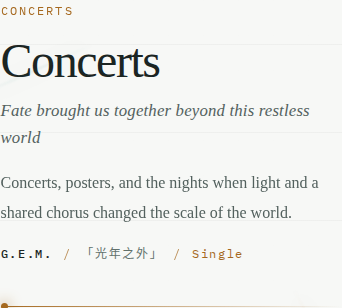 CONCERTS
Concerts
Fate brought us together beyond this restless
world
Concerts, posters, and the nights when light and a
shared chorus changed the scale of the world.
G.E.M. / 「光年之外」 / Single